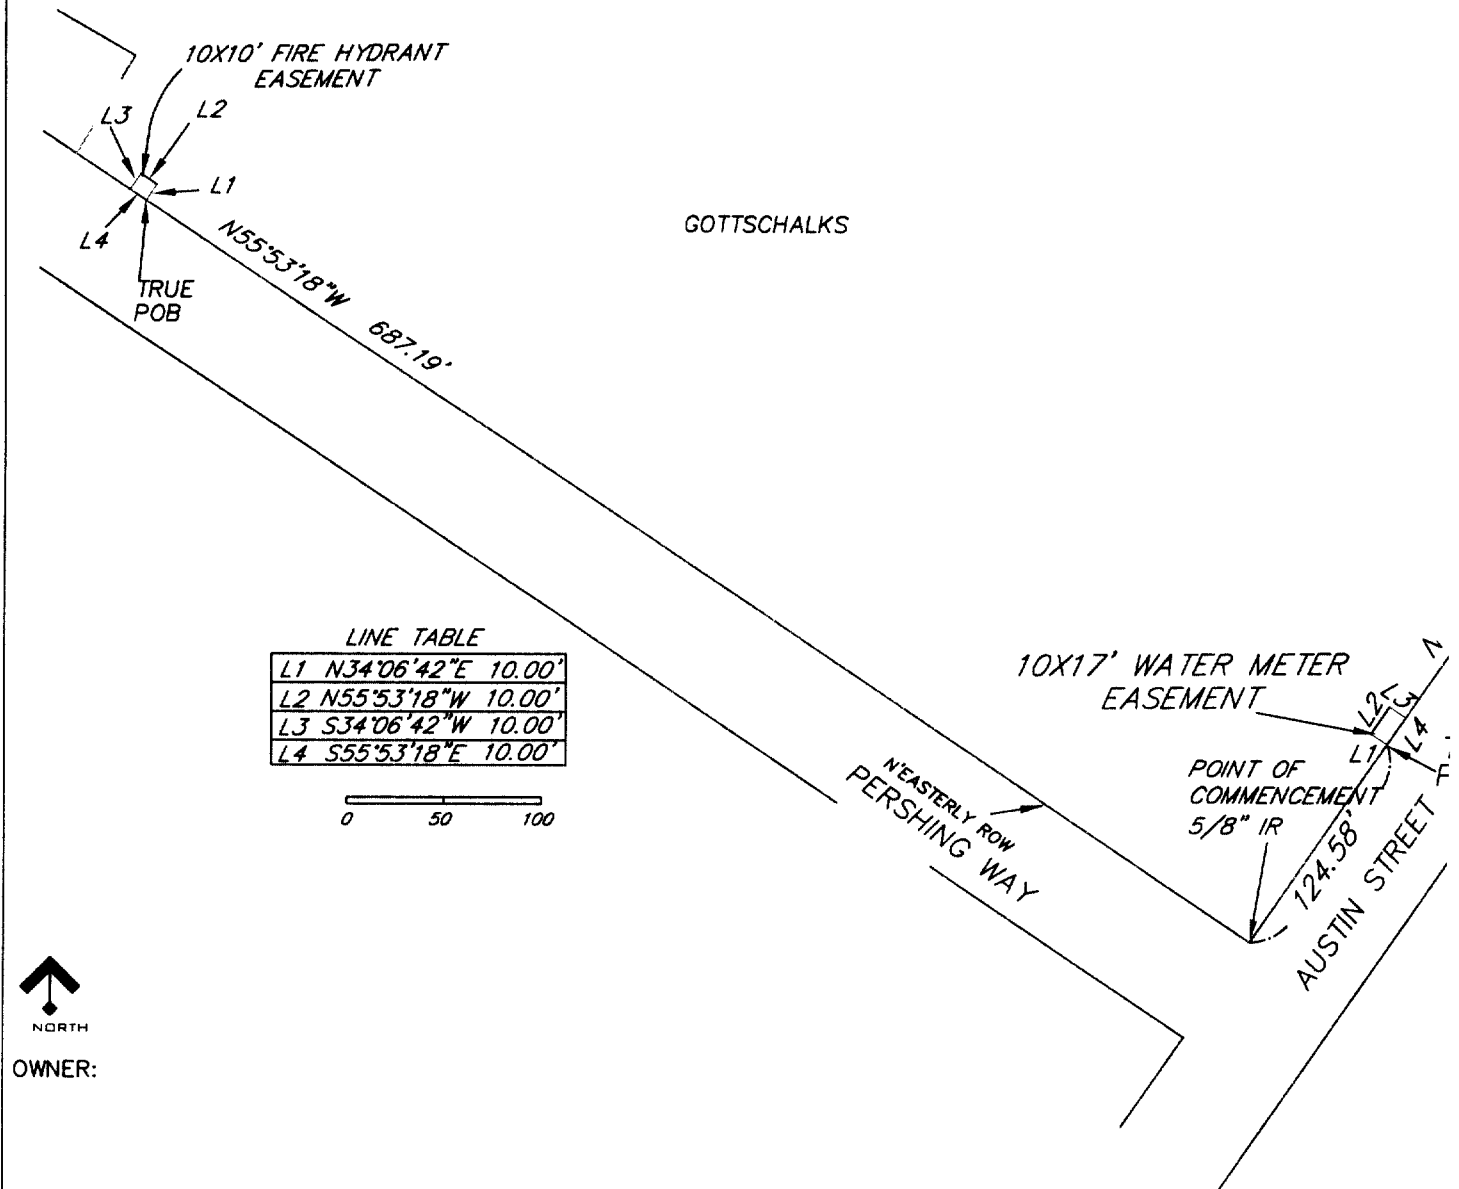 10X10' FIRE HYDRANT
EASEMENT
L3
L2
L1
L4
TRUE
POB
N55°53'18"W 687.19'
GOTTSCHALKS
LINE TABLE
L1 N34°06'42"E 10.00'
L2 N55°53'18"W 10.00'
L3 S34°06'42"W 10.00'
L4 S55°53'18"E 10.00'
0 50 100
10X17' WATER METER
EASEMENT
L2
L3
L1
L4
N'EASTERLY ROW
PERSHING WAY
POINT OF
COMMENCEMENT
5/8" IR
124.58'
AUSTIN STREET
NORTH
OWNER: